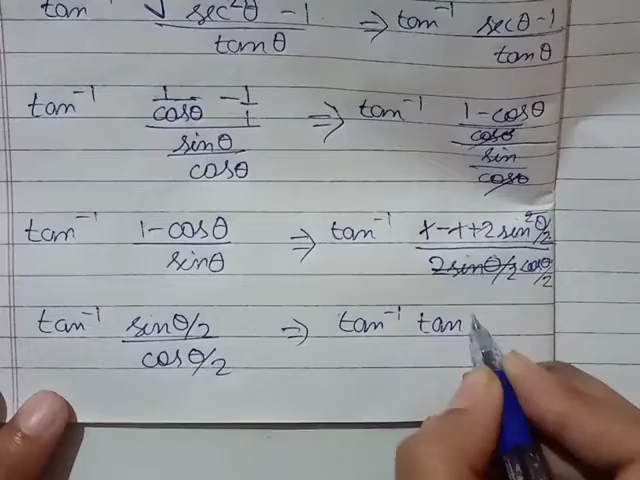 tan⁻¹ √sec²θ - 1 / tanθ ⇒ tan⁻¹ secθ - 1 / tanθ
tan⁻¹ (1/cosθ - 1/1) / (sinθ/cosθ) ⇒ tan⁻¹ ((1 - cosθ)/cosθ) / (sin/cosθ)
tan⁻¹ 1 - cosθ / sinθ ⇒ tan⁻¹ 1 - 1 + 2 sin²θ/2 / 2sinθ/2 cosθ/2
tan⁻¹ sinθ/2 / cosθ/2 ⇒ tan⁻¹ tan